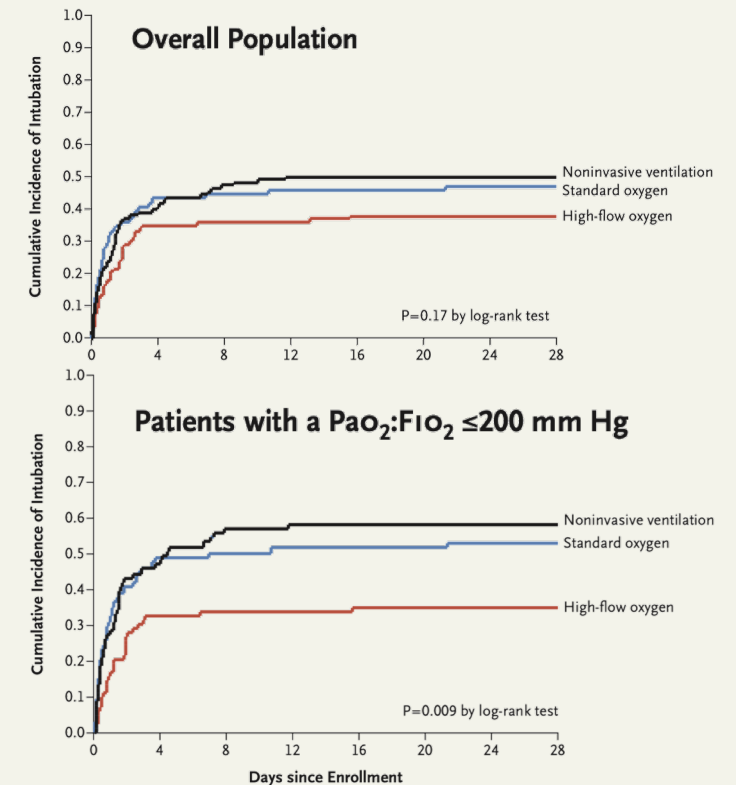 Overall Population
Cumulative Incidence of Intubation
1.0
0.9
0.8
0.7
0.6
0.5
0.4
0.3
0.2
0.1
0.0
Noninvasive ventilation
Standard oxygen
High-flow oxygen
P=0.17 by log-rank test
0 4 8 12 16 20 24 28
Patients with a PaO₂:FIO₂ ≤200 mm Hg
Cumulative Incidence of Intubation
1.0
0.9
0.8
0.7
0.6
0.5
0.4
0.3
0.2
0.1
0.0
Noninvasive ventilation
Standard oxygen
High-flow oxygen
P=0.009 by log-rank test
0 4 8 12 16 20 24 28
Days since Enrollment